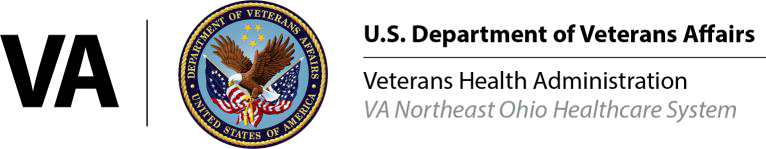 VA
DEPARTMENT OF VETERANS AFFAIRS
UNITED STATES OF AMERICA
U.S. Department of Veterans Affairs
Veterans Health Administration
VA Northeast Ohio Healthcare System